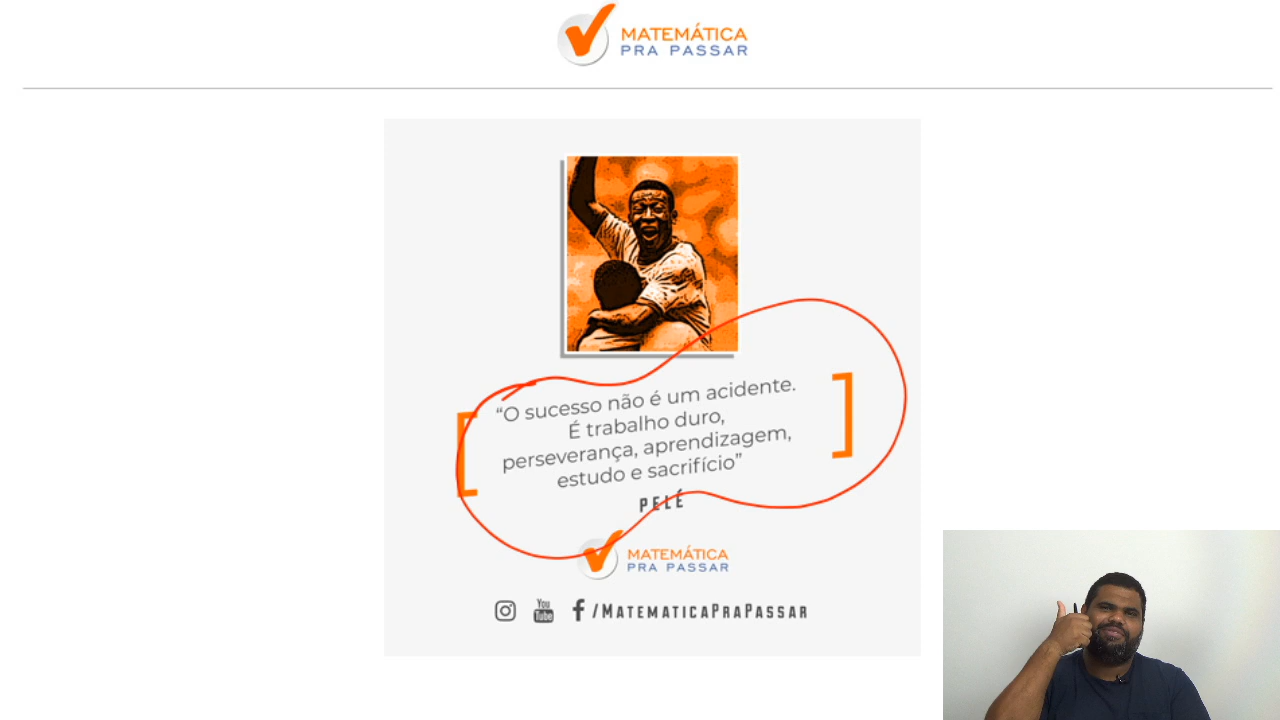 MATEMÁTICA
PRA PASSAR
“O sucesso não é um acidente.
É trabalho duro,
perseverança, aprendizagem,
estudo e sacrifício”
PELÉ
MATEMÁTICA
PRA PASSAR
You
Tube
/MATEMATICAPRAPASSAR